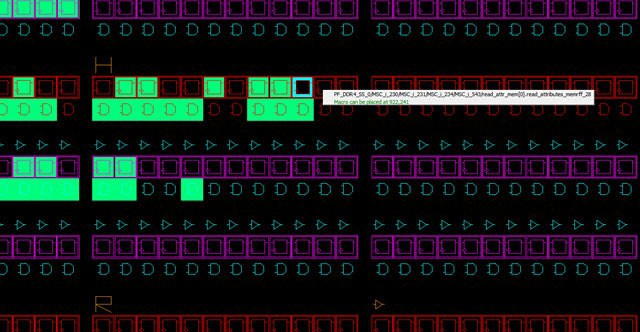 PF_DDR4_SS_0/MSC_i_230/MSC_i_231/MSC_i_234/MSC_i_543/read_attr_mem[0].read_attributes_memrff_28
Macro can be placed at 922,241